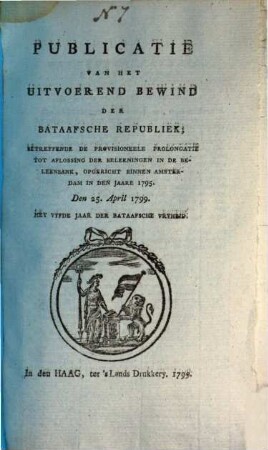 N 7
PUBLICATIE
VAN HET
UITVOEREND BEWIND
DER
BATAAFSCHE REPUBLIEK;
BETREFFENDE DE PROVISIONEELE PROLONGATIE
TOT AFLOSSING DER BELEENINGEN IN DE BE-
LEENBANK, OPGERICHT BINNEN AMSTER-
DAM IN DEN JAARE 1795.
Den 25. April 1799.
HET VYFDE JAAR DER BATAAFSCHE VRYHEID.
In den HAAG, ter 's Lands Drukkery. 1799.